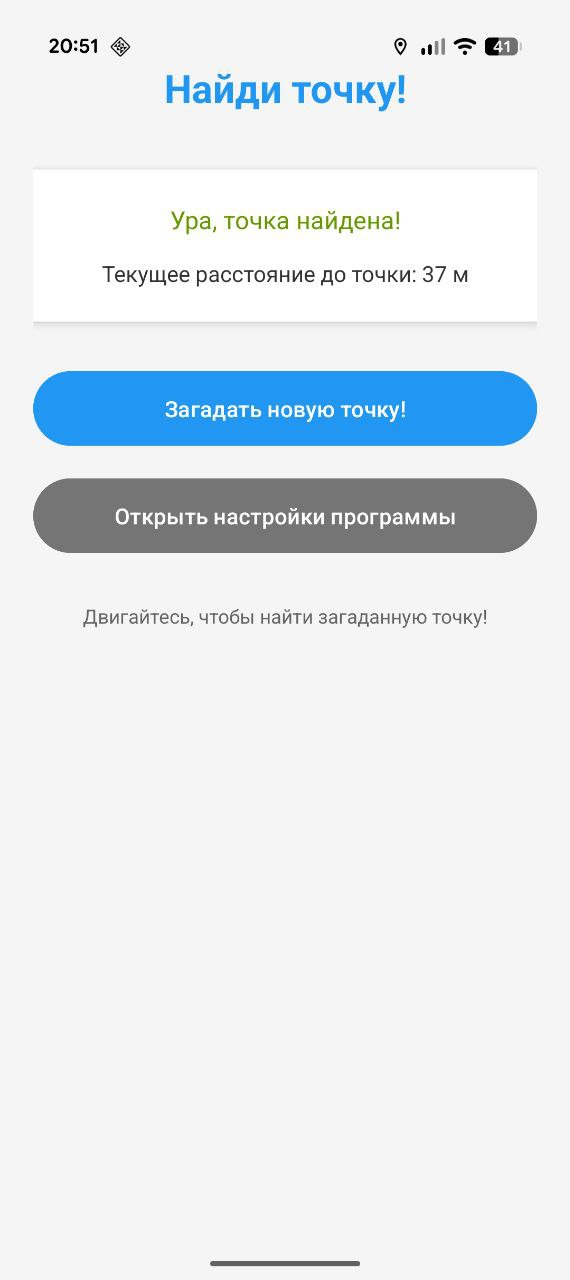 20:51
41
Найди точку!
Ура, точка найдена!
Текущее расстояние до точки: 37 м
Загадать новую точку!
Открыть настройки программы
Двигайтесь, чтобы найти загаданную точку!